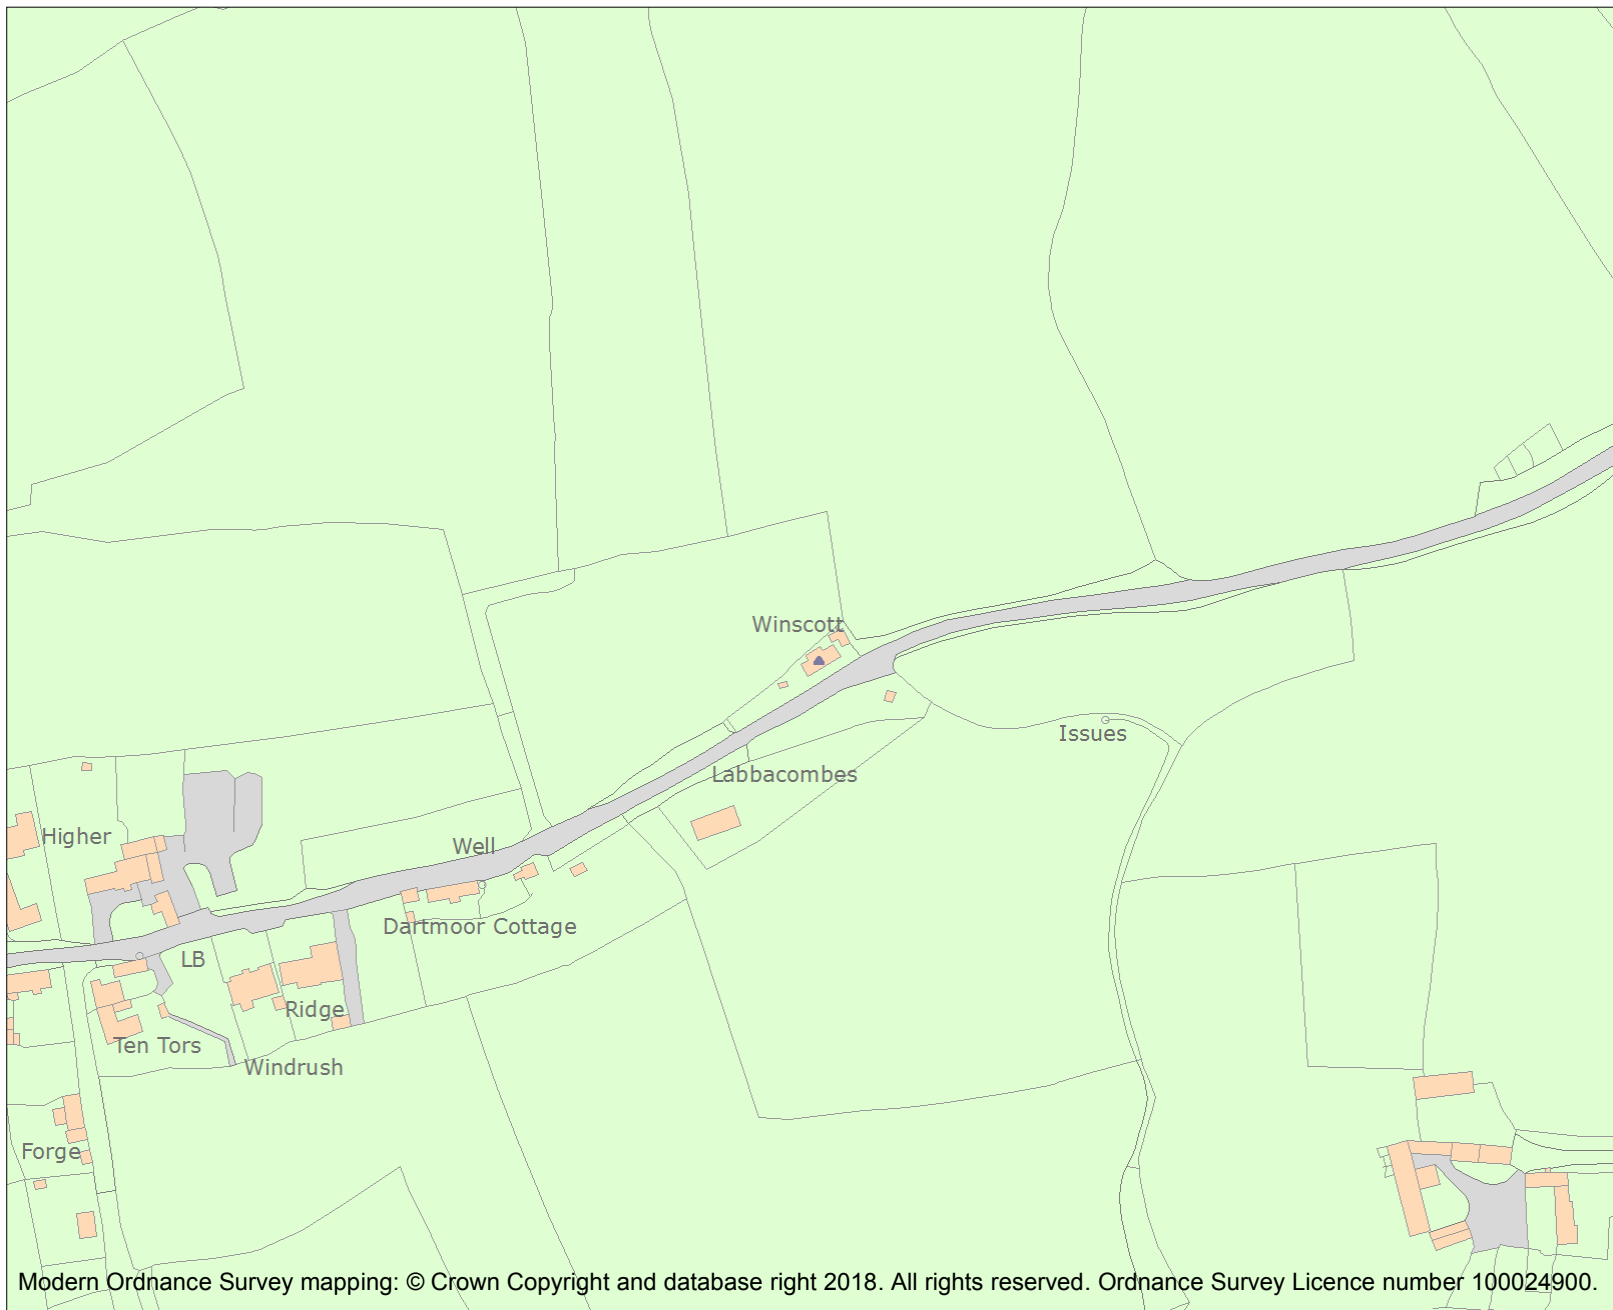 Winscott
Issues
Labbacombes
Higher
Well
Dartmoor Cottage
LB
Ridge
Ten Tors
Windrush
Forge
Modern Ordnance Survey mapping: © Crown Copyright and database right 2018. All rights reserved. Ordnance Survey Licence number 100024900.